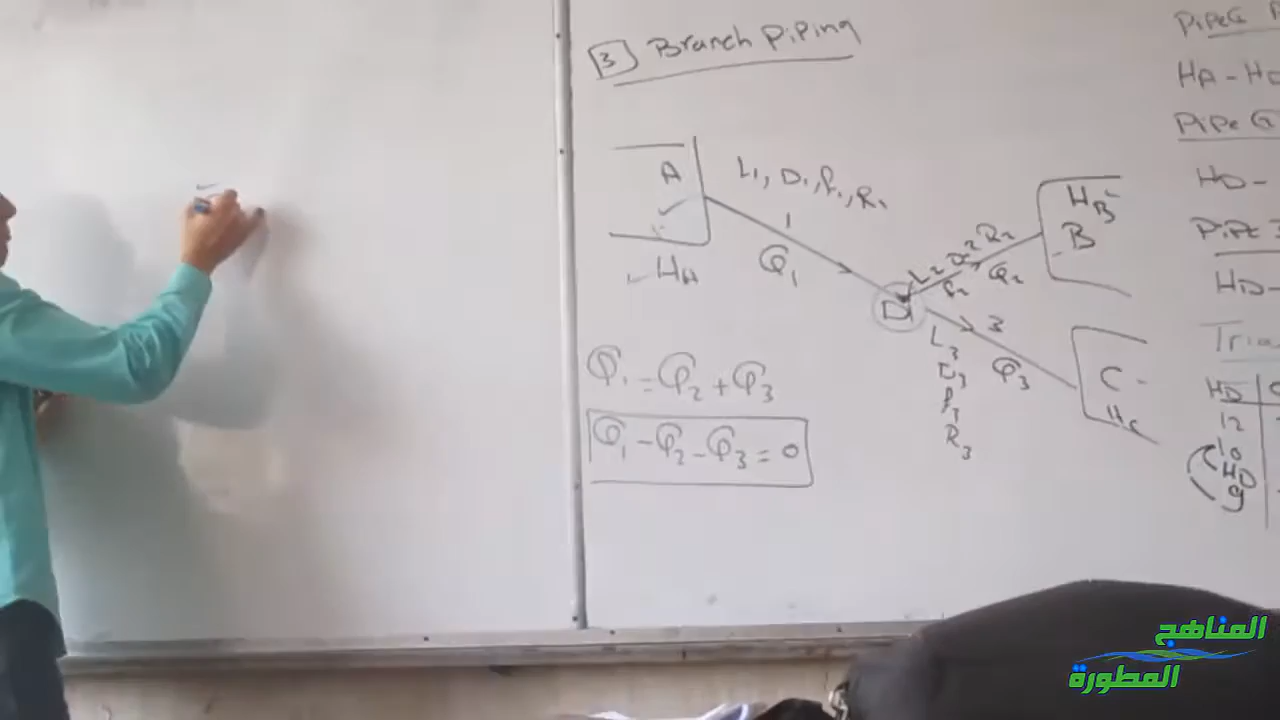 3 Branch Piping
A
L1, D1, f1, R1
1
Q1
HA
D
L2 D2 R2
f2
Q2
HB
B
3
Q3
L3
D3
f3
R3
C
Hc
Q1 = Q2 + Q3
Q1 - Q2 - Q3 = 0
Pipe
HA - HD
Pipe
HD -
Pipe 3
HD -
HD
12
10
HD
9
المناهج
المطورة